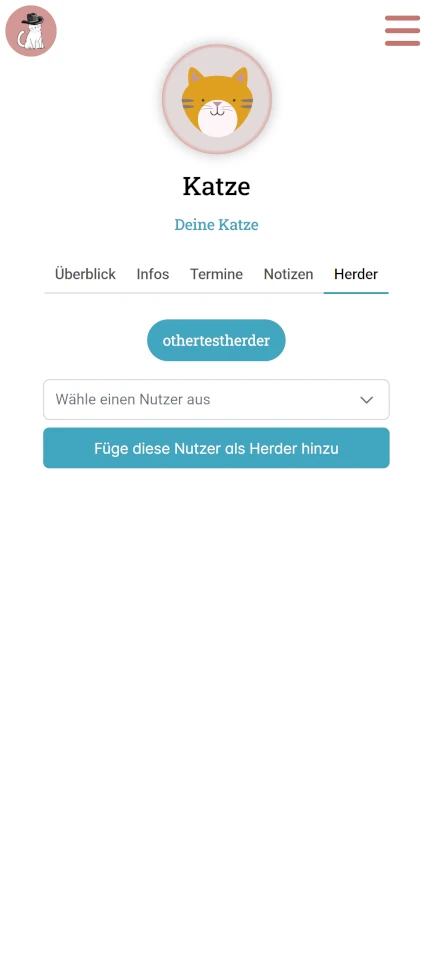 Katze
Deine Katze
Überblick Infos Termine Notizen Herder
othertestherder
Wähle einen Nutzer aus
Füge diese Nutzer als Herder hinzu